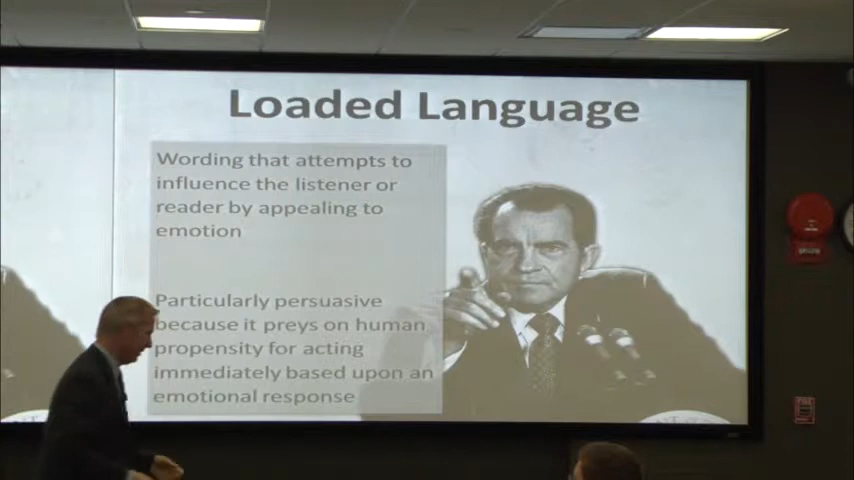 Loaded Language
Wording that attempts to
influence the listener or
reader by appealing to
emotion
Particularly persuasive
because it preys on human
propensity for acting
immediately based upon an
emotional response